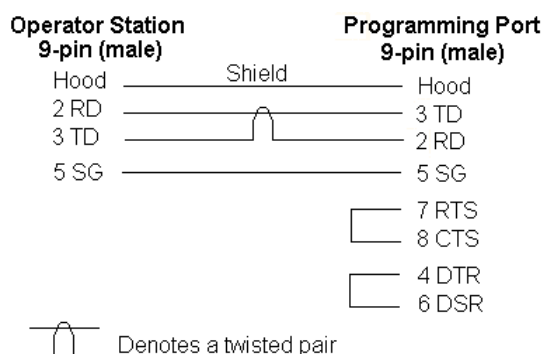 Operator Station
9-pin (male)
Programming Port
9-pin (male)
Hood
Shield
Hood
2 RD
3 TD
3 TD
2 RD
5 SG
5 SG
7 RTS
8 CTS
4 DTR
6 DSR
Denotes a twisted pair